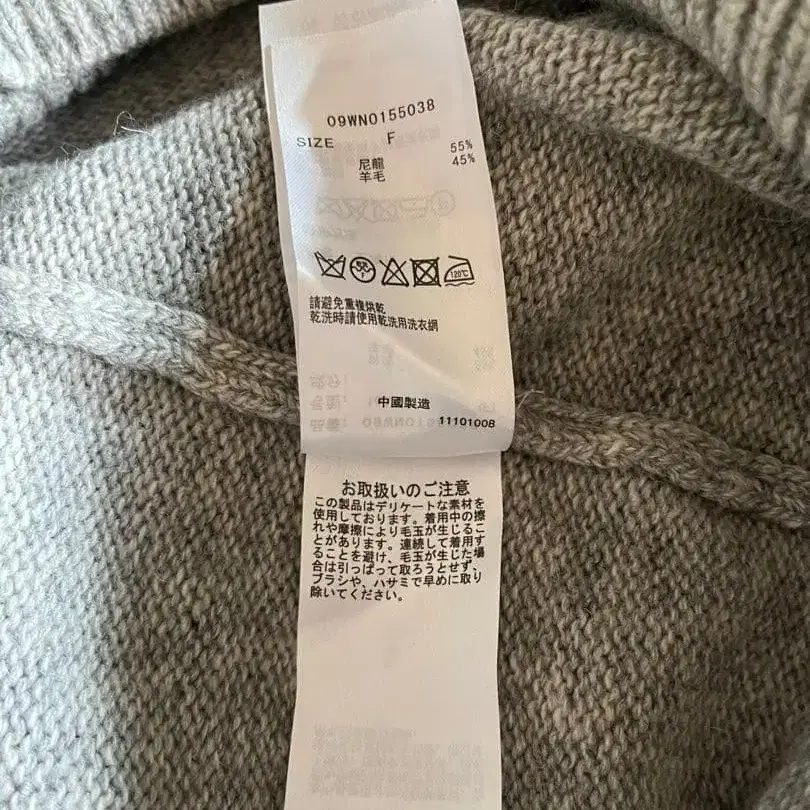 09WN0155038
SIZE F
尼龍 55%
羊毛 45%
120℃
請避免重複烘乾
乾洗時請使用乾洗用洗衣網
中國製造
11101008
お取扱いのご注意
この製品はデリケートな素材を
使用しております。着用中の擦
れや摩擦により毛玉が生じるこ
とがあります。連続して着用す
ることを避け、毛玉が生じた場
合は引っぱって取ろうとせず、
ブラシや、ハサミで早めに取り
除いてください。